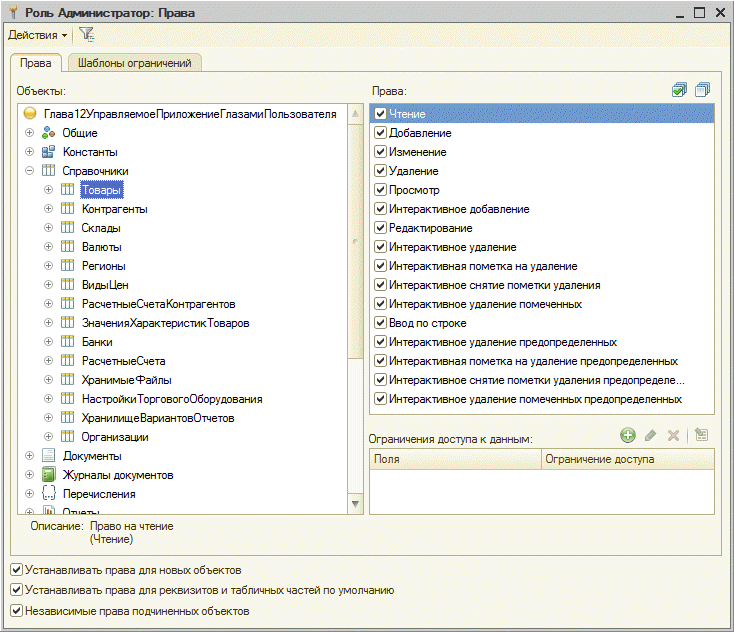 Роль Администратор: Права
Действия
Права
Шаблоны ограничений
Объекты:
Глава12УправляемоеПриложениеГлазамиПользователя
Общие
Константы
Справочники
Товары
Контрагенты
Склады
Валюты
Регионы
ВидыЦен
РасчетныеСчетаКонтрагентов
ЗначенияХарактеристикТоваров
Банки
РасчетныеСчета
ХранимыеФайлы
НастройкиТорговогоОборудования
ХранилищеВариантовОтчетов
Организации
Документы
Журналы документов
Перечисления
Отчеты
Описание: Право на чтение
(Чтение)
Права:
Чтение
Добавление
Изменение
Удаление
Просмотр
Интерактивное добавление
Редактирование
Интерактивное удаление
Интерактивная пометка на удаление
Интерактивное снятие пометки удаления
Интерактивное удаление помеченных
Ввод по строке
Интерактивное удаление предопределенных
Интерактивная пометка на удаление предопределенных
Интерактивное снятие пометки удаления предопределе...
Интерактивное удаление помеченных предопределенных
Ограничения доступа к данным:
Поля
Ограничение доступа
Устанавливать права для новых объектов
Устанавливать права для реквизитов и табличных частей по умолчанию
Независимые права подчиненных объектов